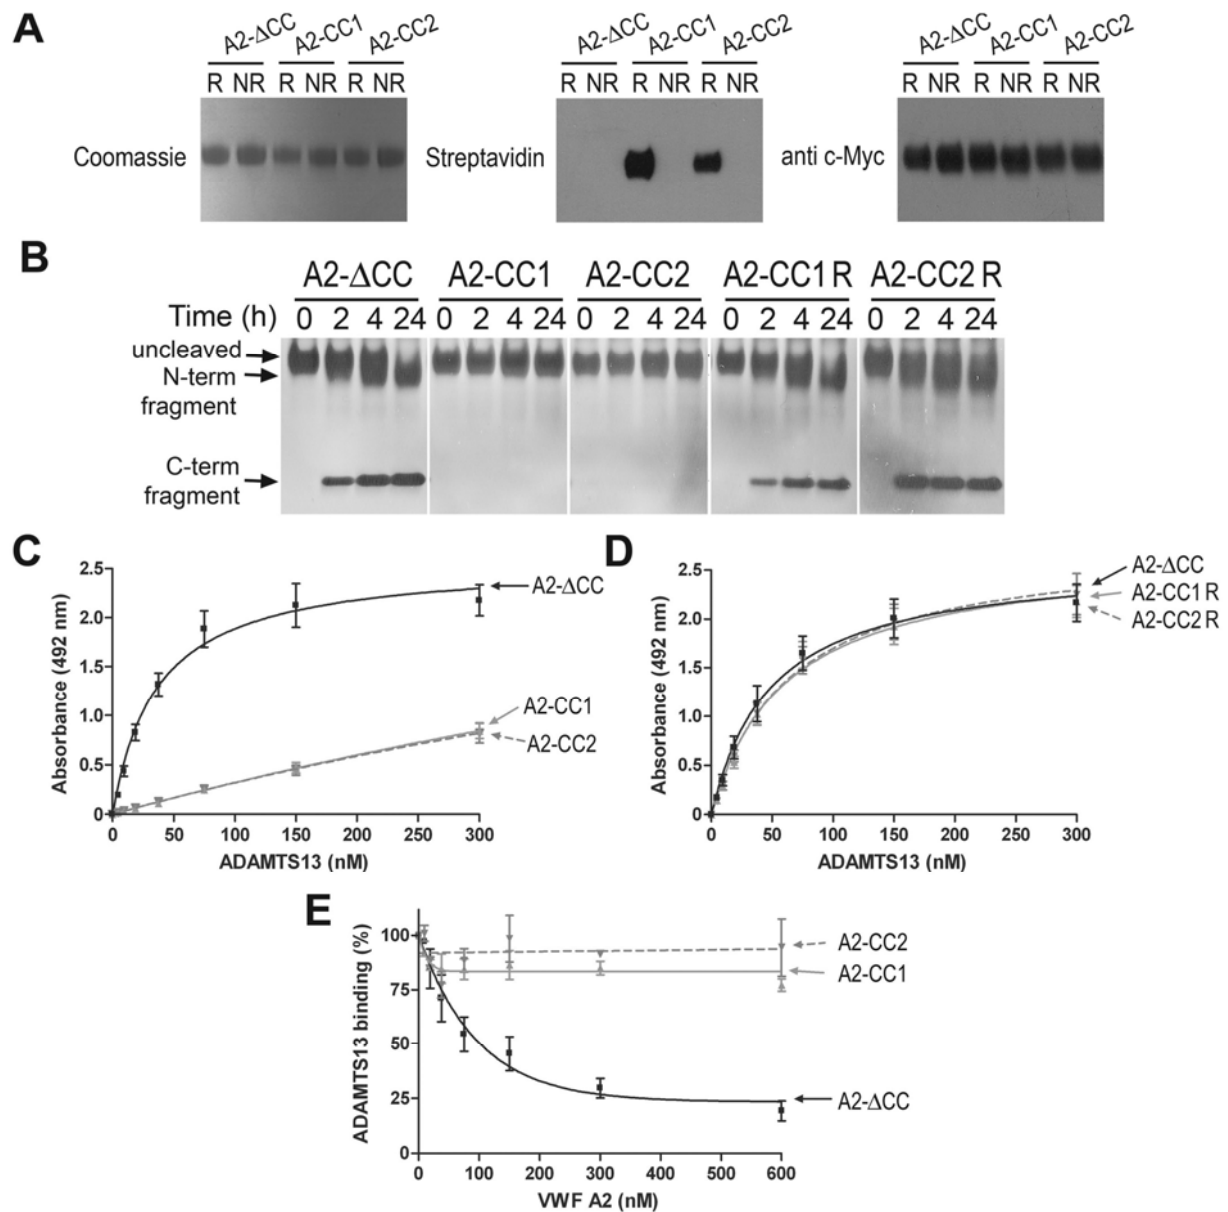 A
A2-ΔCC A2-CC1 A2-CC2
R NR R NR R NR
Coomassie
A2-ΔCC A2-CC1 A2-CC2
R NR R NR R NR
Streptavidin
A2-ΔCC A2-CC1 A2-CC2
R NR R NR R NR
anti c-Myc
B
A2-ΔCC A2-CC1 A2-CC2 A2-CC1 R A2-CC2 R
Time (h) 0 2 4 24 0 2 4 24 0 2 4 24 0 2 4 24 0 2 4 24
uncleaved
N-term
fragment
C-term
fragment
C
Absorbance (492 nm)
2.5
2.0
1.5
1.0
0.5
0
A2-ΔCC
A2-CC1
A2-CC2
0 50 100 150 200 250 300
ADAMTS13 (nM)
D
Absorbance (492 nm)
2.5
2.0
1.5
1.0
0.5
0
A2-ΔCC
A2-CC1 R
A2-CC2 R
0 50 100 150 200 250 300
ADAMTS13 (nM)
E
ADAMTS13 binding (%)
100
75
50
25
0
A2-CC2
A2-CC1
A2-ΔCC
0 100 200 300 400 500 600
VWF A2 (nM)